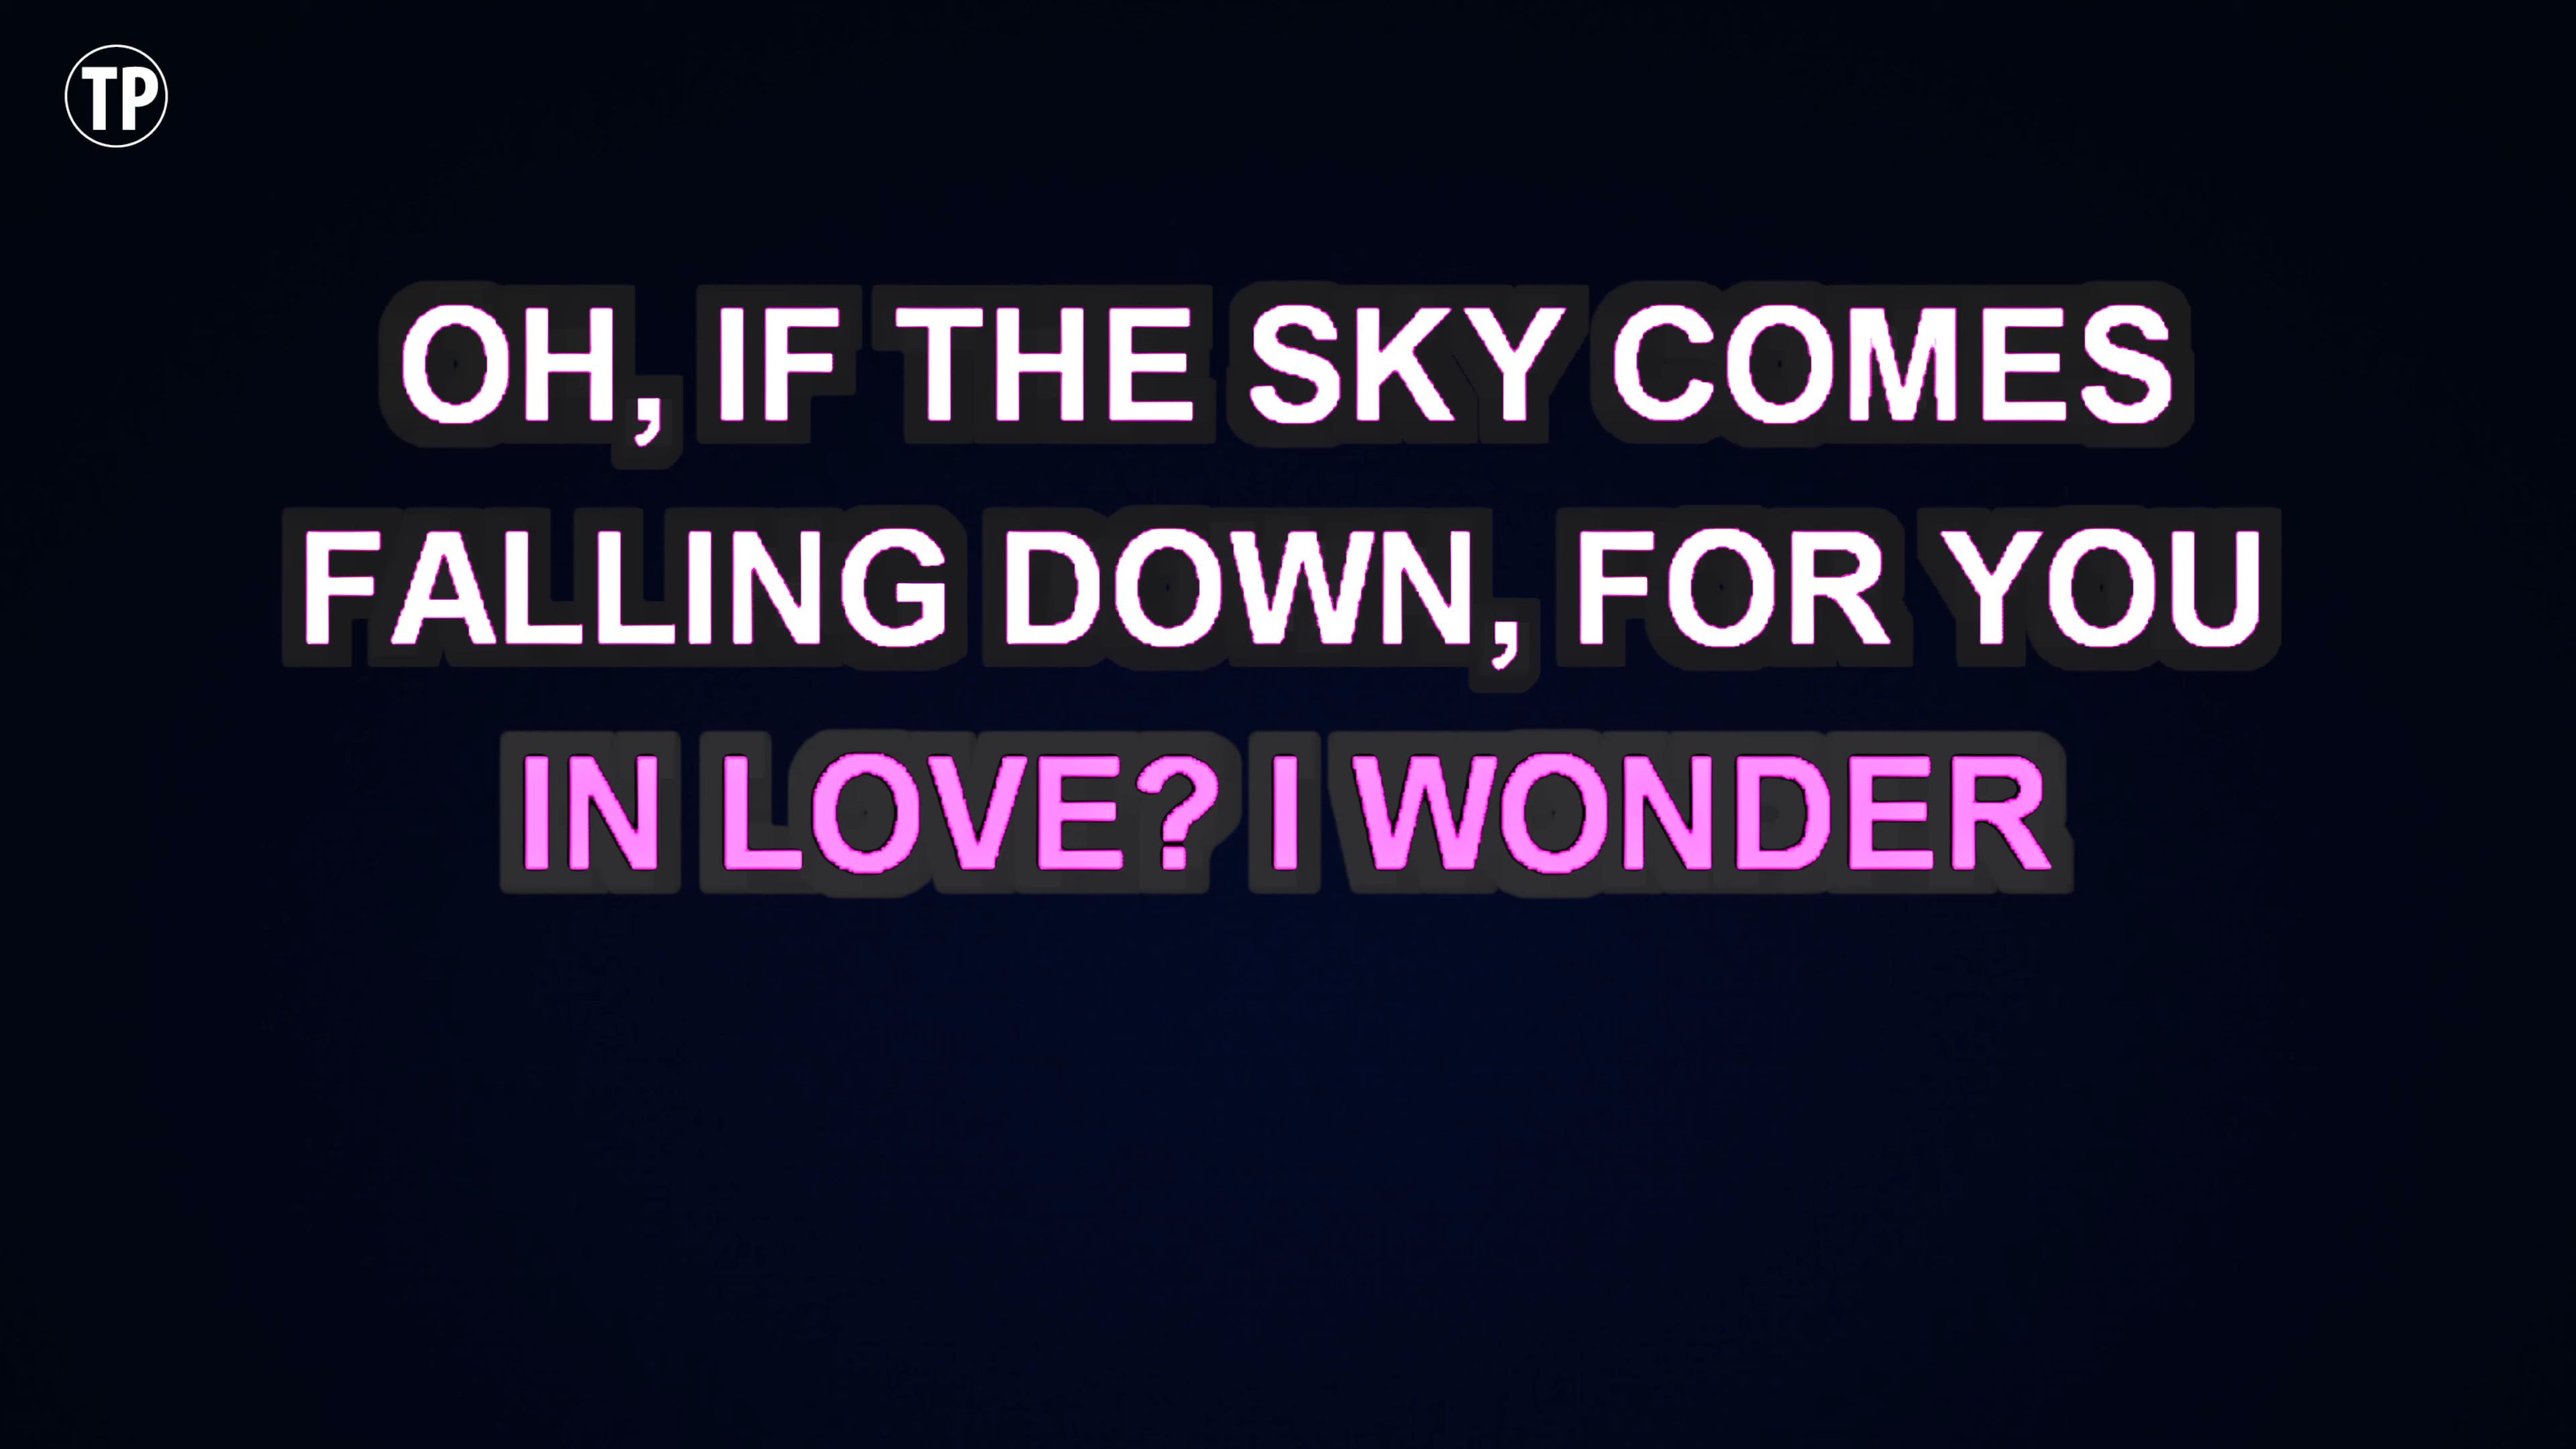 TP
OH, IF THE SKY COMES
FALLING DOWN, FOR YOU
IN LOVE? I WONDER